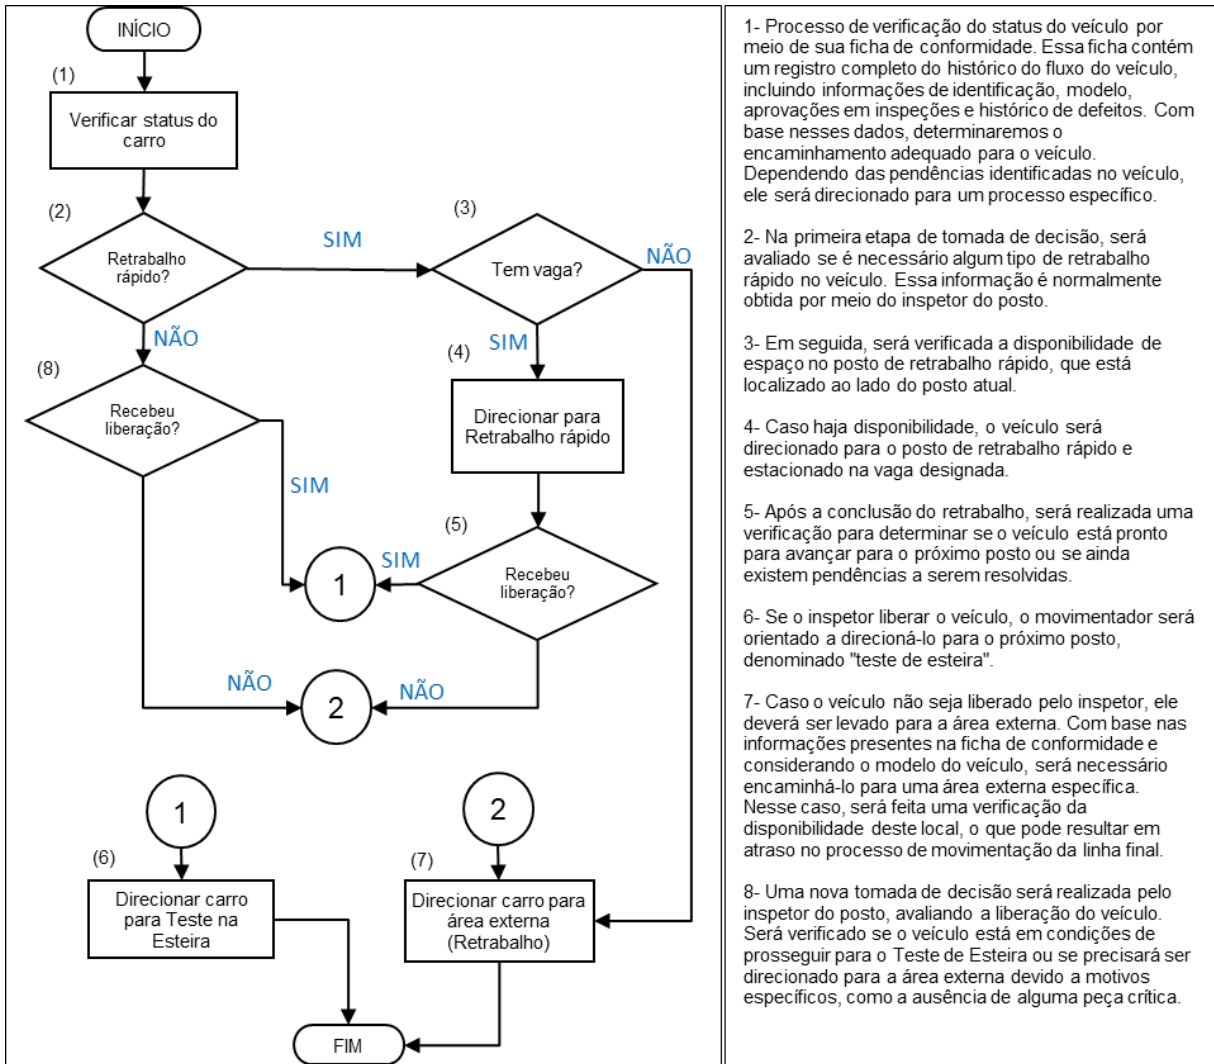 INÍCIO
(1)
Verificar status do
carro
(2)
(3)
SIM
Retrabalho
rápido?
Tem vaga?
NÃO
NÃO
SIM
(4)
(8)
Recebeu
liberação?
Direcionar para
Retrabalho rápido
SIM
(5)
SIM
1
Recebeu
liberação?
NÃO
NÃO
2
1
2
(6)
(7)
Direcionar carro
para Teste na
Esteira
Direcionar carro para
área externa
(Retrabalho)
FIM
1- Processo de verificação do status do veículo por
meio de sua ficha de conformidade. Essa ficha contém
um registro completo do histórico do fluxo do veículo,
incluindo informações de identificação, modelo,
aprovações em inspeções e histórico de defeitos. Com
base nesses dados, determinaremos o
encaminhamento adequado para o veículo.
Dependendo das pendências identificadas no veículo,
ele será direcionado para um processo específico.
2- Na primeira etapa de tomada de decisão, será
avaliado se é necessário algum tipo de retrabalho
rápido no veículo. Essa informação é normalmente
obtida por meio do inspetor do posto.
3- Em seguida, será verificada a disponibilidade de
espaço no posto de retrabalho rápido, que está
localizado ao lado do posto atual.
4- Caso haja disponibilidade, o veículo será
direcionado para o posto de retrabalho rápido e
estacionado na vaga designada.
5- Após a conclusão do retrabalho, será realizada uma
verificação para determinar se o veículo está pronto
para avançar para o próximo posto ou se ainda
existem pendências a serem resolvidas.
6- Se o inspetor liberar o veículo, o movimentador será
orientado a direcioná-lo para o próximo posto,
denominado "teste de esteira".
7- Caso o veículo não seja liberado pelo inspetor, ele
deverá ser levado para a área externa. Com base nas
informações presentes na ficha de conformidade e
considerando o modelo do veículo, será necessário
encaminhá-lo para uma área externa específica.
Nesse caso, será feita uma verificação da
disponibilidade deste local, o que pode resultar em
atraso no processo de movimentação da linha final.
8- Uma nova tomada de decisão será realizada pelo
inspetor do posto, avaliando a liberação do veículo.
Será verificado se o veículo está em condições de
prosseguir para o Teste de Esteira ou se precisará ser
direcionado para a área externa devido a motivos
específicos, como a ausência de alguma peça crítica.